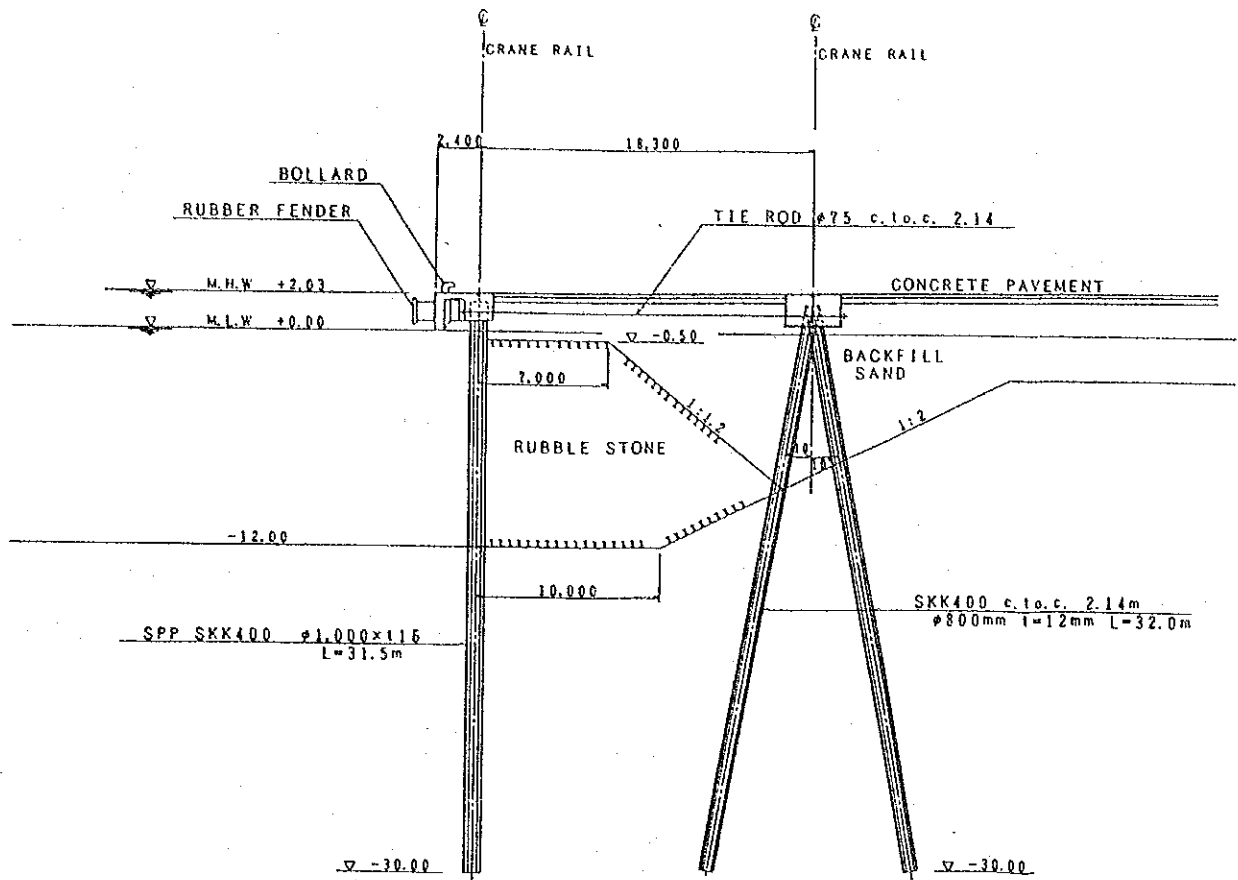 ℄
℄
CRANE RAIL
CRANE RAIL
2,400
18,300
BOLLARD
RUBBER FENDER
TIE ROD φ75 c.to.c. 2.14
M.H.W +2.03
CONCRETE PAVEMENT
M.L.W +0.00
-0.50
BACKFILL
SAND
7,000
1:1.2
1:2
RUBBLE STONE
10
10
-12.00
10,000
SKK400 c.to.c. 2.14m
φ800mm t=12mm L=32.0m
SPP SKK400 φ1,000×t16
L=31.5m
-30.00
-30.00